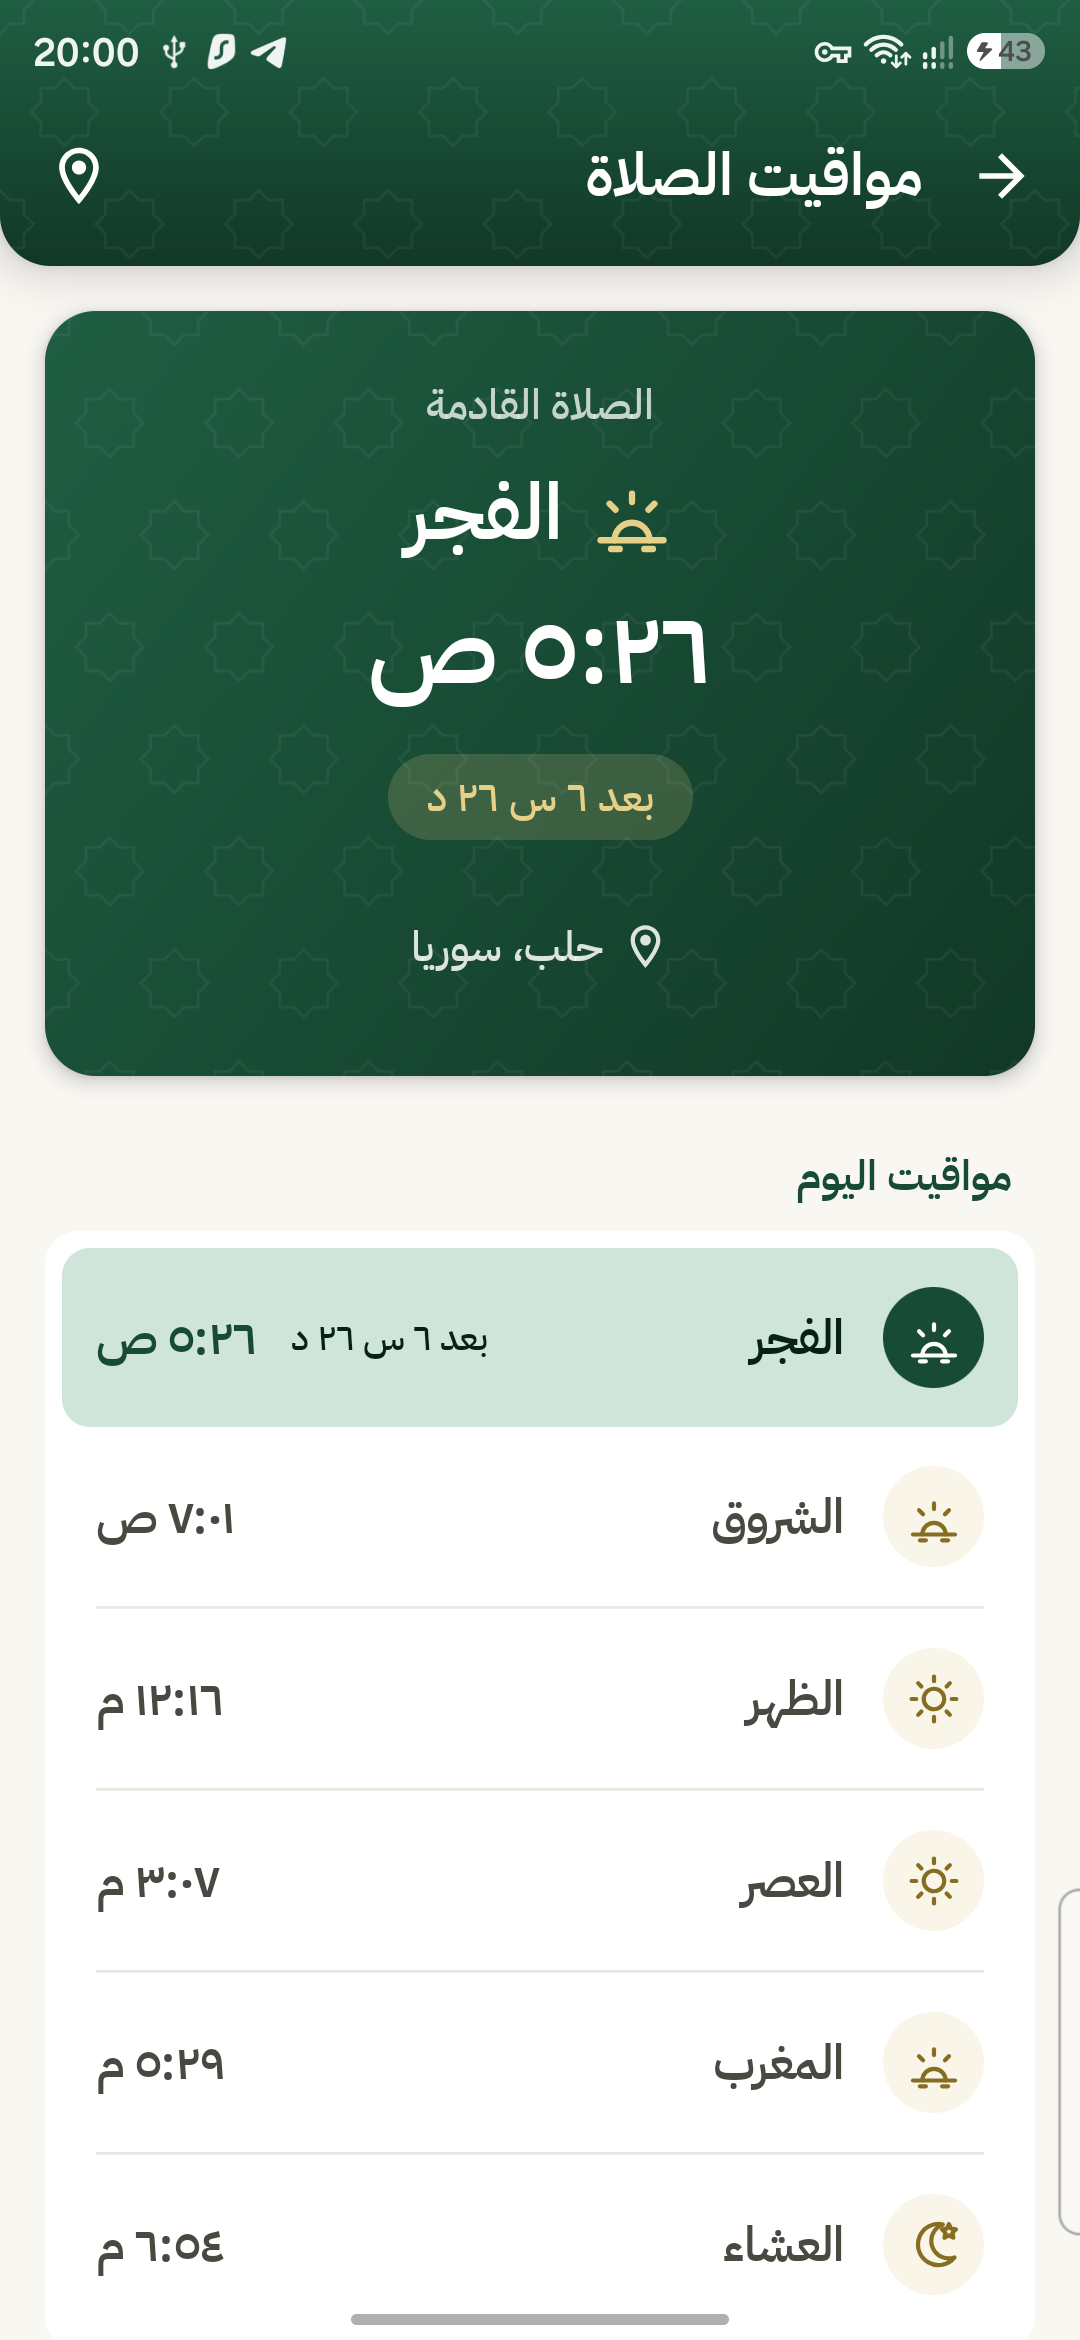 20:00
43
مواقيت الصلاة
الصلاة القادمة
الفجر
٥:٢٦ ص
بعد ٦ س ٢٦ د
حلب، سوريا
مواقيت اليوم
الفجر بعد ٦ س ٢٦ د ٥:٢٦ ص
الشروق ٧:٠١ ص
الظهر ١٢:١٦ م
العصر ٣:٠٧ م
المغرب ٥:٢٩ م
العشاء ٦:٥٤ م